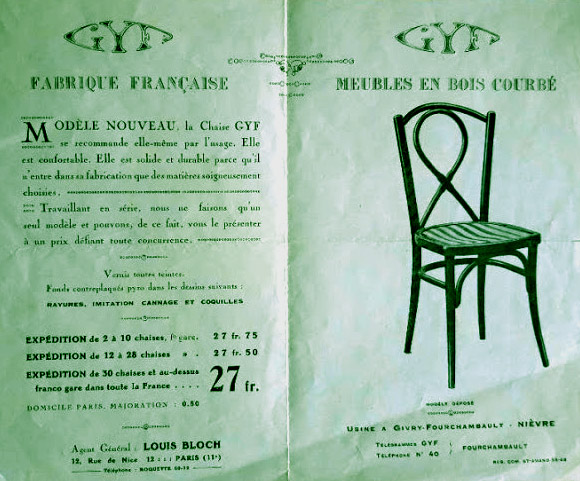 GYF
FABRIQUE FRANÇAISE
MODÈLE NOUVEAU, la Chaise GYF
se recommande elle-même par l'usage. Elle
est confortable. Elle est solide et durable parce qu'il
n'entre dans sa fabrication que des matières soigneusement
choisies.
Travaillant en série, nous ne faisons qu'un
seul modèle et pouvons, de ce fait, vous le présenter
à un prix défiant toute concurrence.
Vernis toutes teintes.
Fonds contreplaqués pyro dans les dessins suivants :
RAYURES, IMITATION CANNAGE ET COQUILLES
EXPÉDITION de 2 à 10 chaises, fco gare. 27 fr. 75
EXPÉDITION de 12 à 28 chaises » . 27 fr. 50
EXPÉDITION de 30 chaises et au-dessus
franco gare dans toute la France . . . . 27 fr.
DOMICILE PARIS, MAJORATION : 0.50
Agent Général : LOUIS BLOCH
12, Rue de Nice 12 : : : PARIS (11e)
Téléphone : ROQUETTE
GYF
MEUBLES EN BOIS COURBÉ
MODÈLE DÉPOSÉ
USINE A GIVRY-FOURCHAMBAULT - NIÈVRE
TÉLÉGRAMMES GYF
TÉLÉPHONE N° 40
FOURCHAMBAULT
REG. COM. ST-AMAND